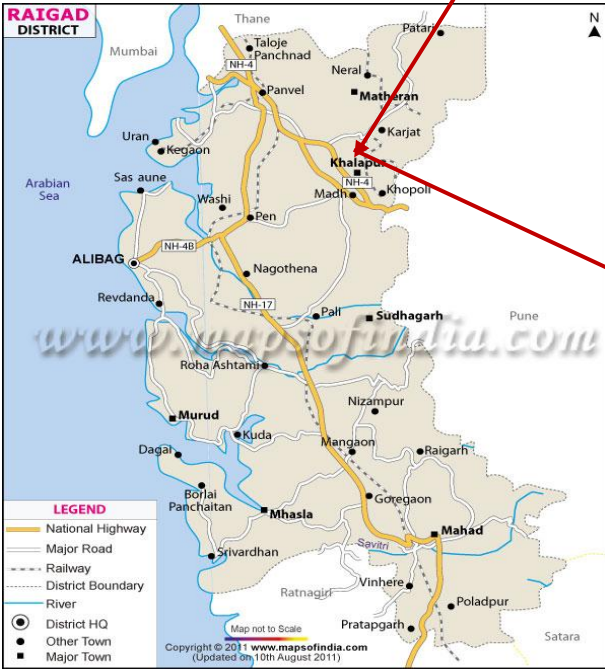 RAIGAD
DISTRICT
Thane
N
Mumbai
Taloje
Panchnad
Patari
NH-4
Neral
Panvel
Matheran
Uran
Kegaon
Karjat
Khalapur
NH-4
Arabian
Sea
Sas aune
Washi
Madh
Khopoli
Pen
NH-4B
ALIBAG
Nagothena
Revdanda
NH-17
Pali
Sudhagarh
Pune
www.mapsofindia.com
Roha Ashtami
Nizampur
Murud
Kuda
Mangaon
Raigarh
Dagai
Borlai
Panchaitan
Goregaon
Mhasla
Mahad
Savitri
Srivardhan
Ratnagiri
Vinhere
Poladpur
Pratapgarh
Satara
LEGEND
National Highway
Major Road
Railway
District Boundary
River
District HQ
Other Town
Major Town
Map not to Scale
Copyright © 2011 www.mapsofindia.com
(Updated on 10th August 2011)